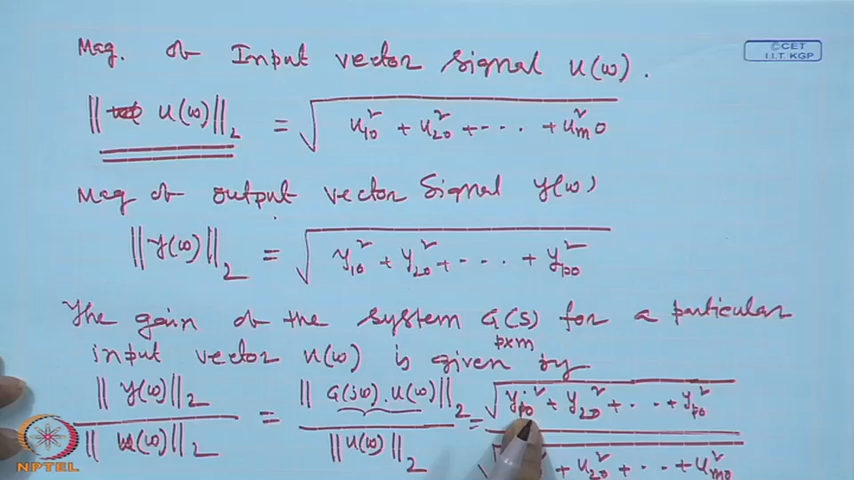 ©CET
I.I.T. KGP
Mag. of Input vector signal u(ω).
‖ u(ω)‖₂ = √(u₁₀² + u₂₀² + - - . . + uₘ²0)
Mag of output vector signal y(ω)
‖y(ω)‖₂ = √(y₁₀² + y₂₀² + - - . . + yₚ₀²)
The gain of the system G(s) for a particular
p×m
input vector u(ω) is given by
‖y(ω)‖₂ / ‖u(ω)‖₂ = ‖G(jω).u(ω)‖₂ / ‖u(ω)‖₂ = √(yₚ₀² + y₂₀² + . . + yₚ₀²) / √( + u₂₀² + . . + uₘ₀²
NPTEL